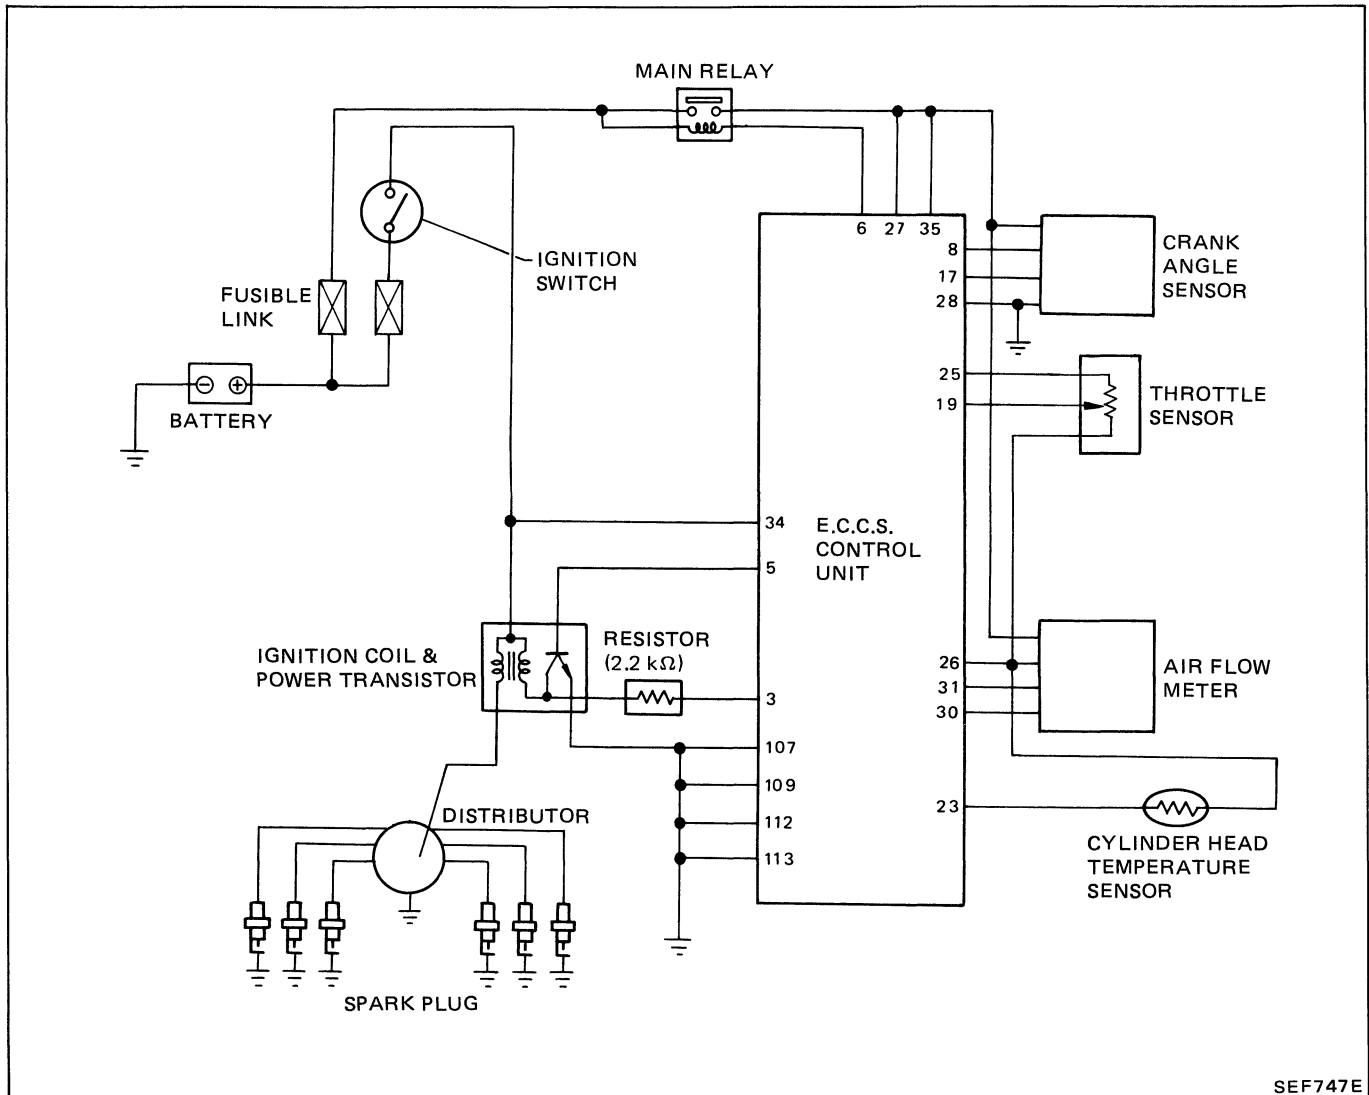 MAIN RELAY
6 27 35
8
17
28
CRANK
ANGLE
SENSOR
IGNITION
SWITCH
FUSIBLE
LINK
BATTERY
25
19
THROTTLE
SENSOR
34
5
E.C.C.S.
CONTROL
UNIT
IGNITION COIL &
POWER TRANSISTOR
RESISTOR
(2.2 kΩ)
3
26
31
30
AIR FLOW
METER
107
109
112
113
23
DISTRIBUTOR
CYLINDER HEAD
TEMPERATURE
SENSOR
SPARK PLUG
SEF747E